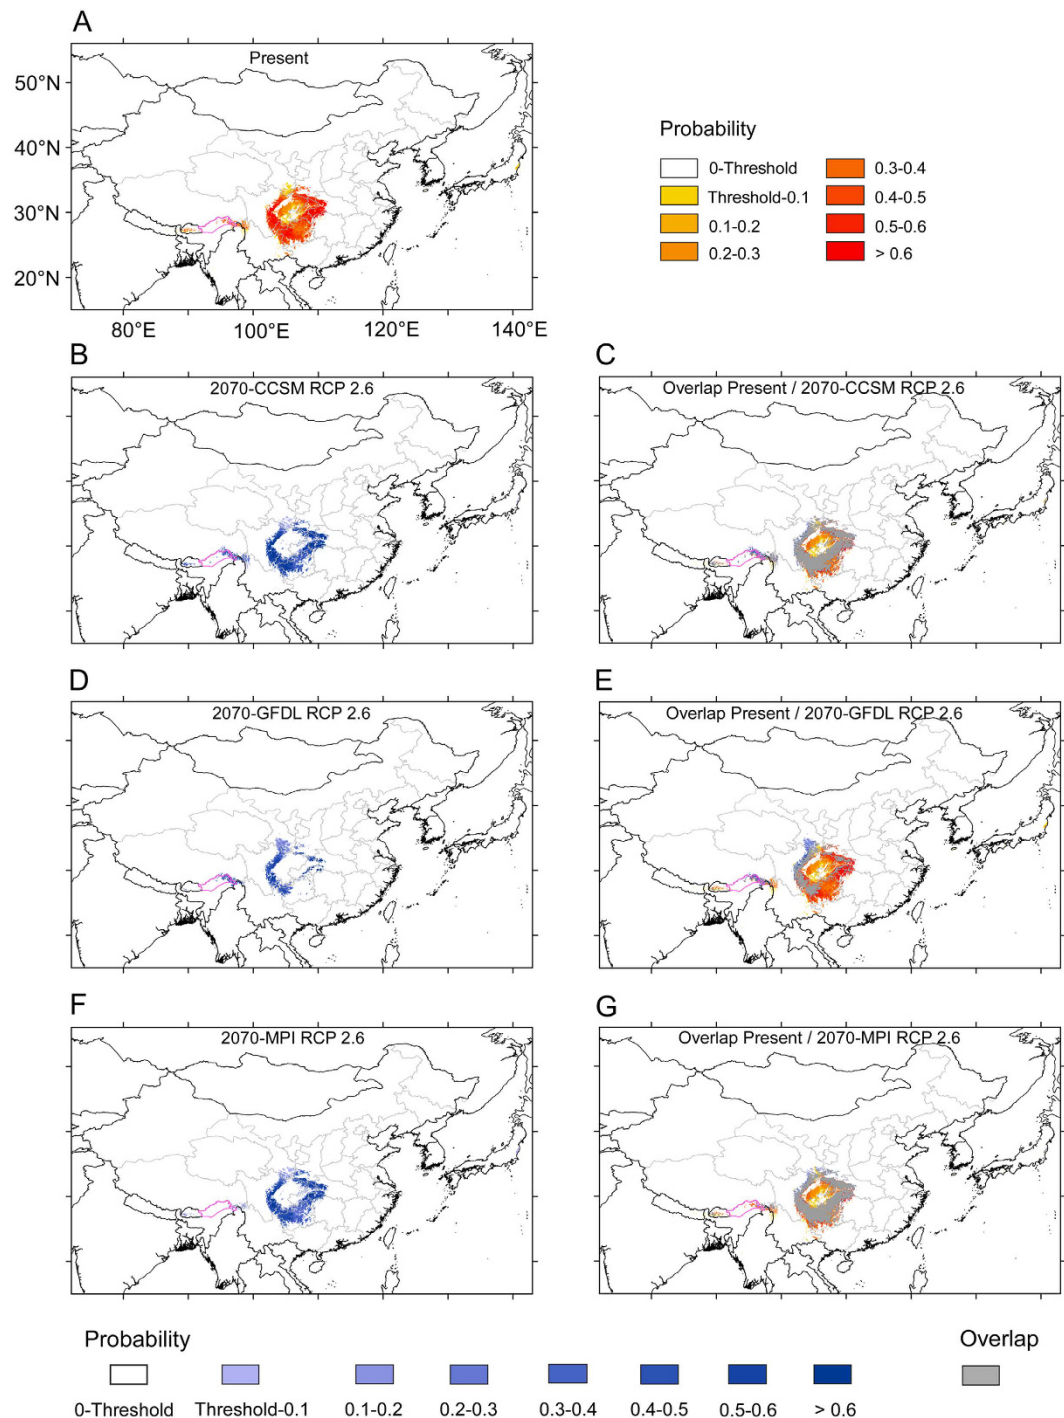 A
Present
50°N
40°N
30°N
20°N
80°E 100°E 120°E 140°E
Probability
0-Threshold 0.3-0.4
Threshold-0.1 0.4-0.5
0.1-0.2 0.5-0.6
0.2-0.3 > 0.6
B
2070-CCSM RCP 2.6
C
Overlap Present / 2070-CCSM RCP 2.6
D
2070-GFDL RCP 2.6
E
Overlap Present / 2070-GFDL RCP 2.6
F
2070-MPI RCP 2.6
G
Overlap Present / 2070-MPI RCP 2.6
Probability Overlap
0-Threshold Threshold-0.1 0.1-0.2 0.2-0.3 0.3-0.4 0.4-0.5 0.5-0.6 > 0.6